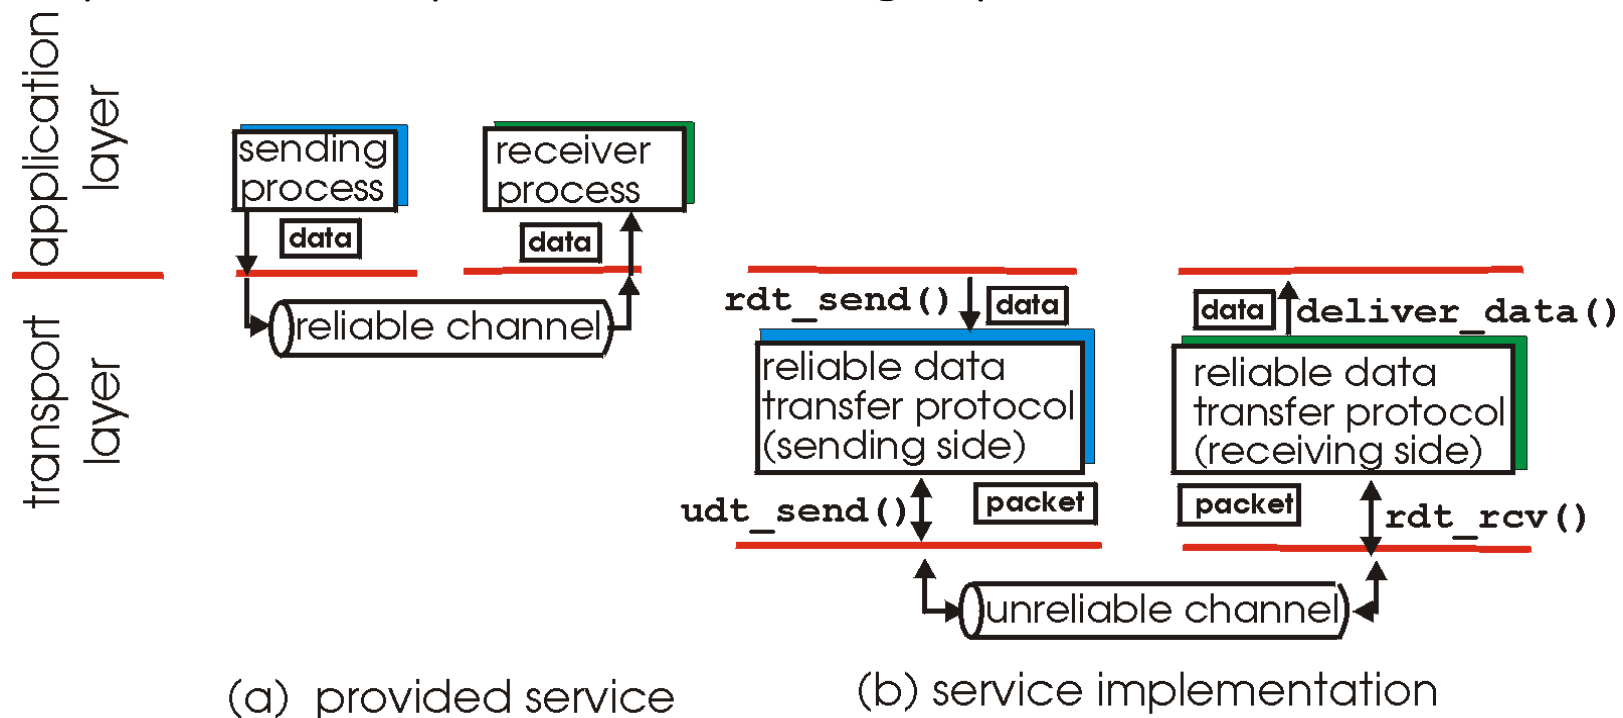 application
layer
transport
layer
sending
process
data
receiver
process
data
reliable channel
(a) provided service
rdt_send()
data
reliable data
transfer protocol
(sending side)
udt_send()
packet
data
deliver_data()
reliable data
transfer protocol
(receiving side)
packet
rdt_rcv()
unreliable channel
(b) service implementation